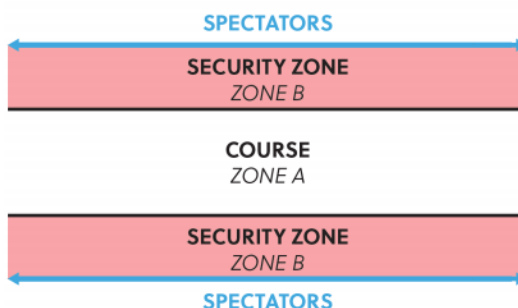 SPECTATORS
SECURITY ZONE
ZONE B
COURSE
ZONE A
SECURITY ZONE
ZONE B
SPECTATORS